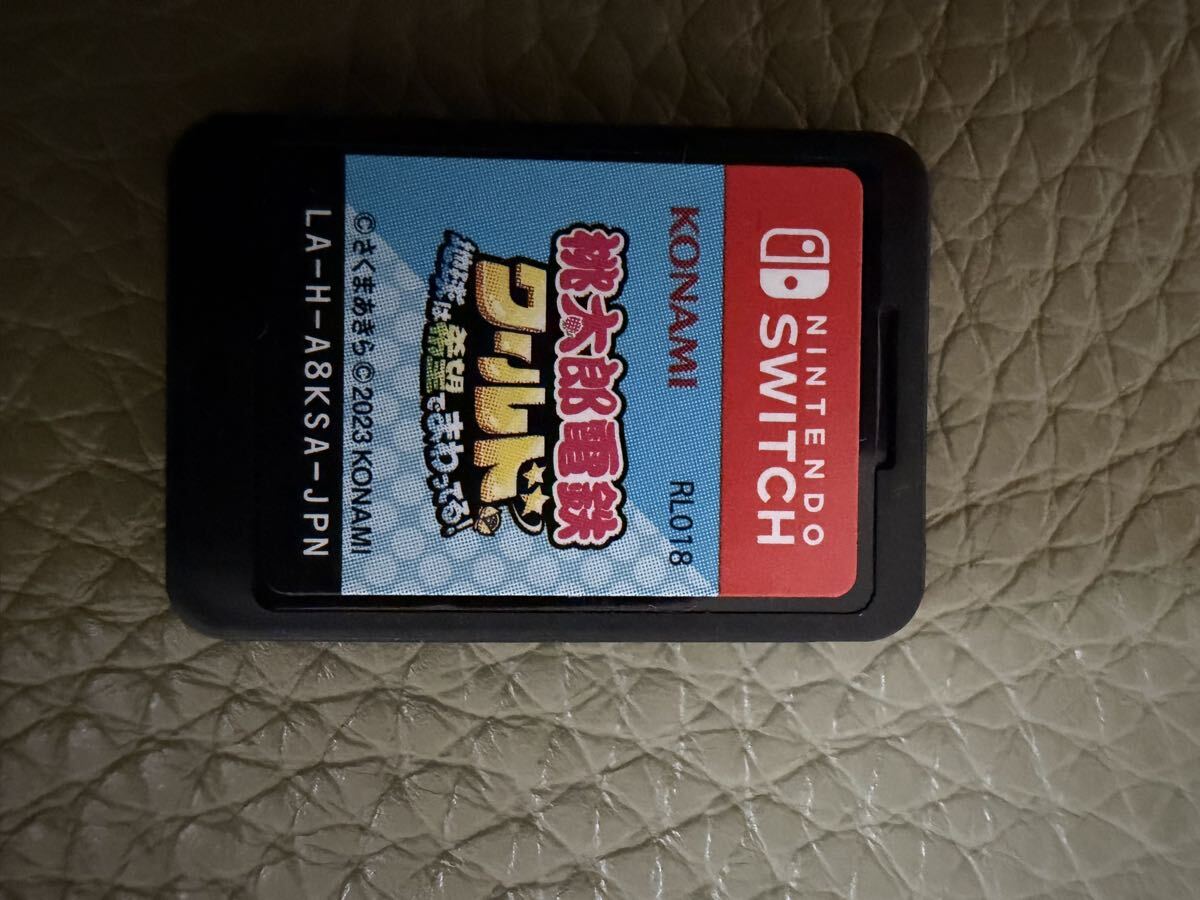 NINTENDO
SWITCH
KONAMI RL018
桃太郎電鉄
ワールド
地球は希望でまわってる!
©さくまあきら ©2023 KONAMI
LA-H-A8KSA-JPN